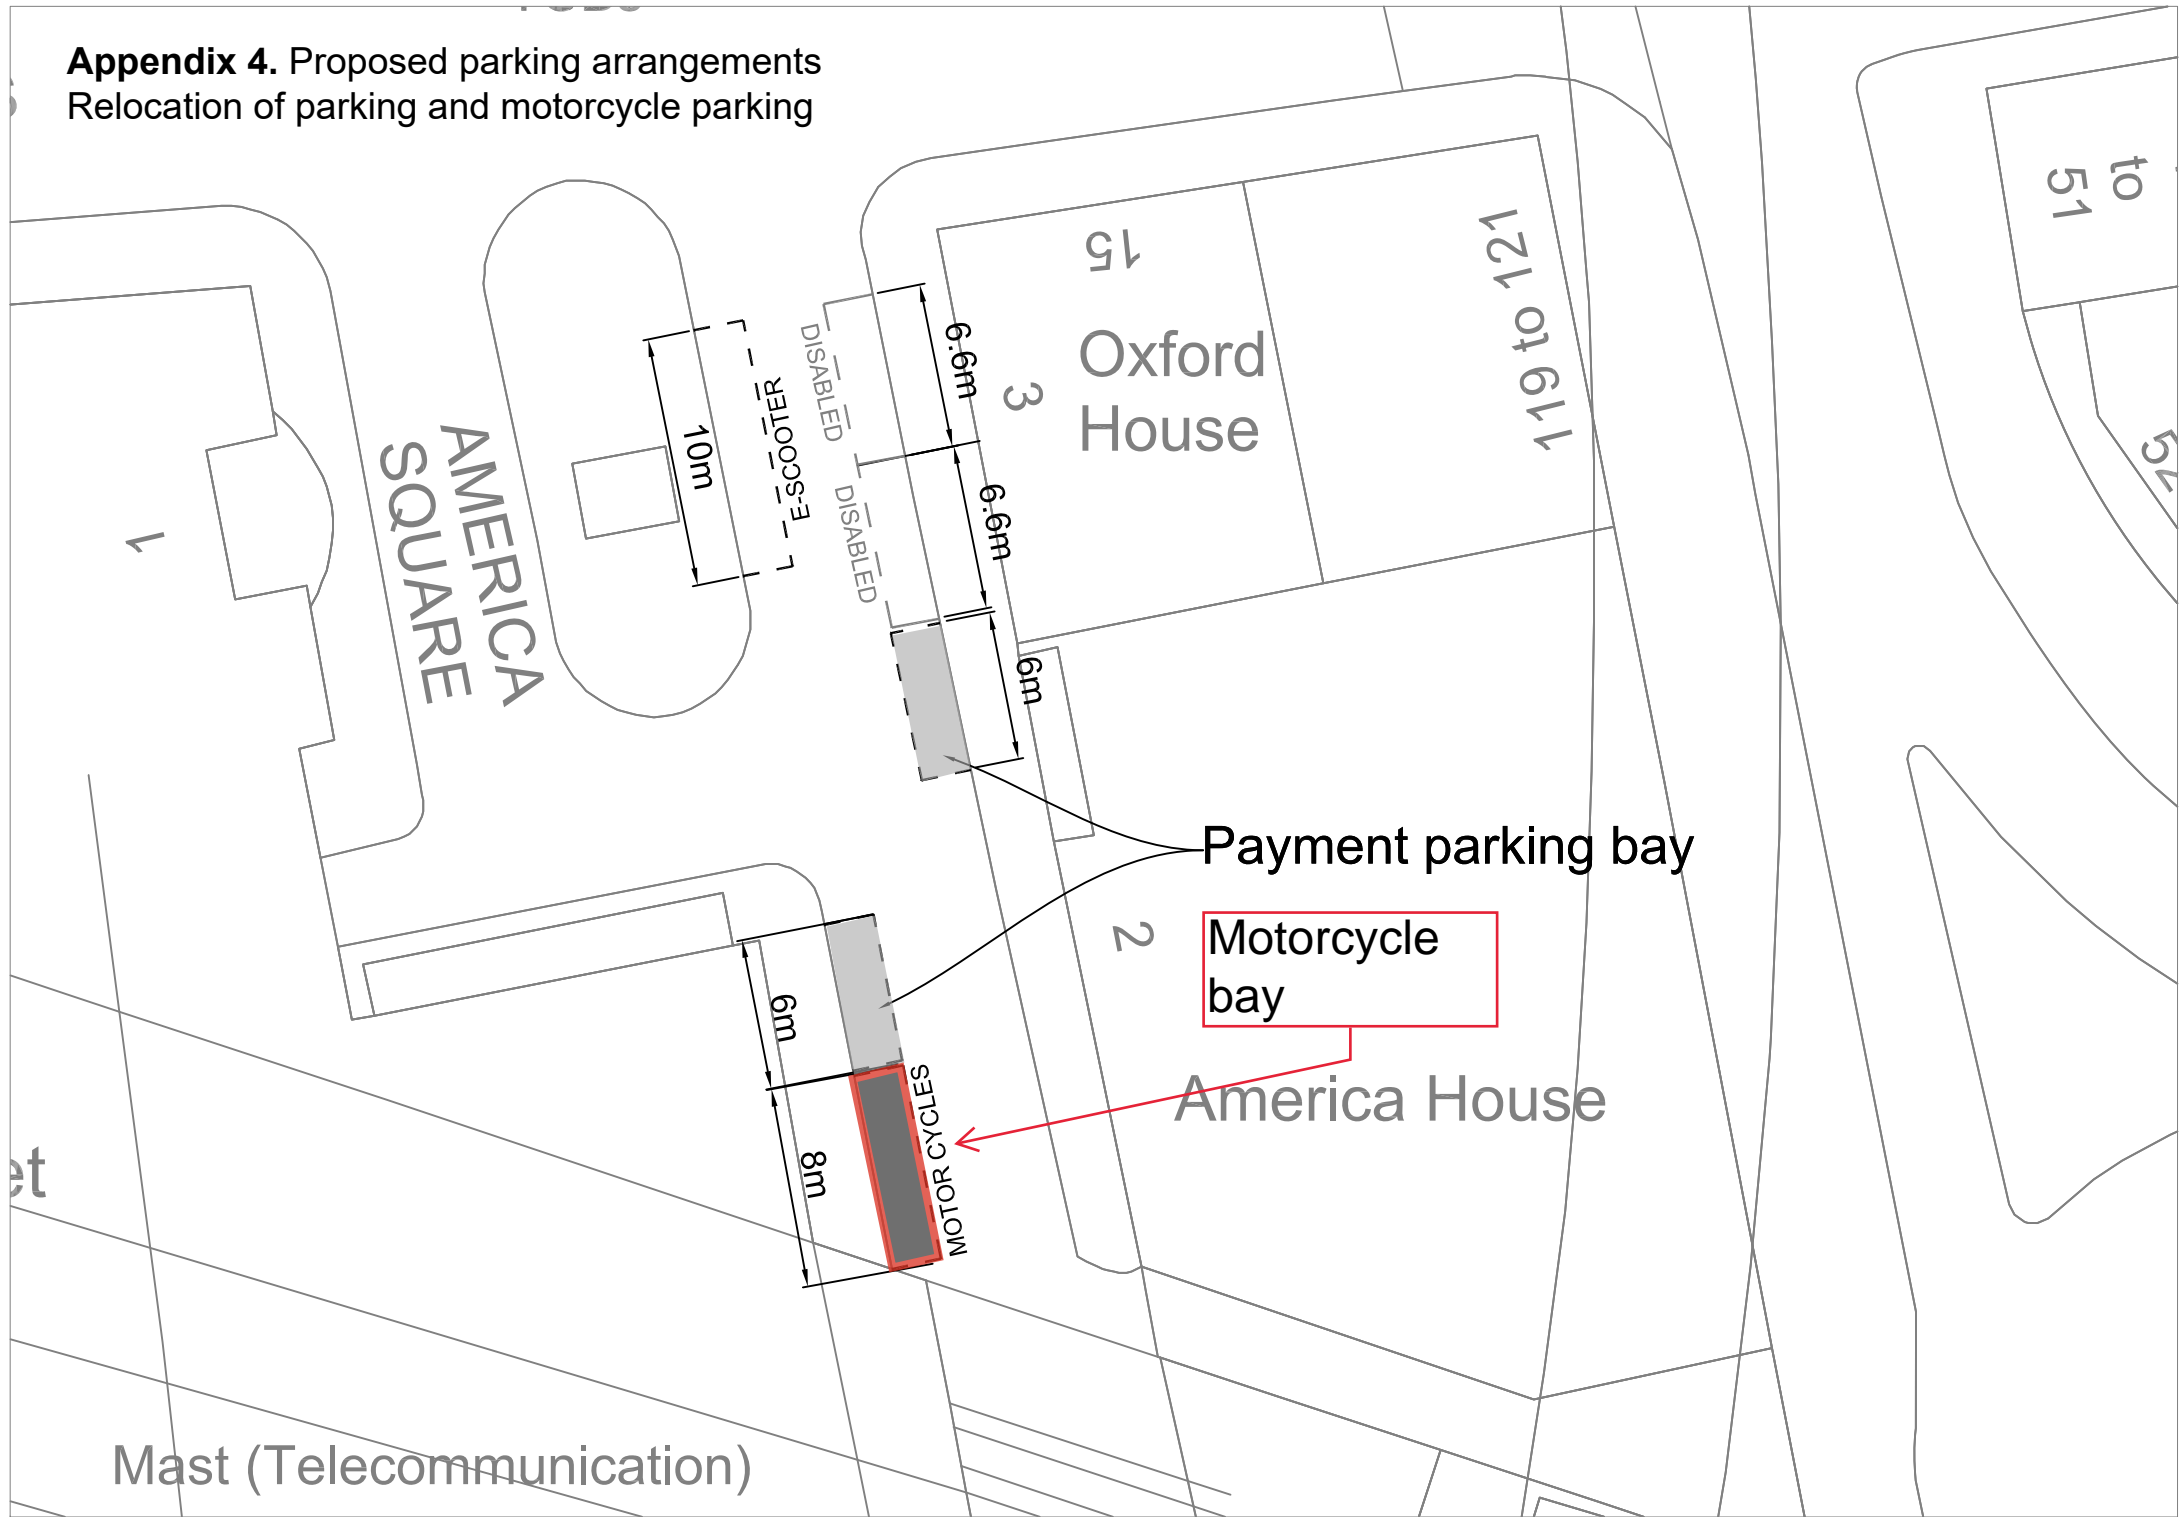 Appendix 4. Proposed parking arrangements
Relocation of parking and motorcycle parking
51
to
15
119 to 121
Oxford
House
3
6.6m
DISABLED
E-SCOOTER
10m
AMERICA
SQUARE
1
6.6m
DISABLED
6m
Payment parking bay
2
Motorcycle
bay
6m
America House
MOTOR CYCLES
8m
et
Mast (Telecommunication)